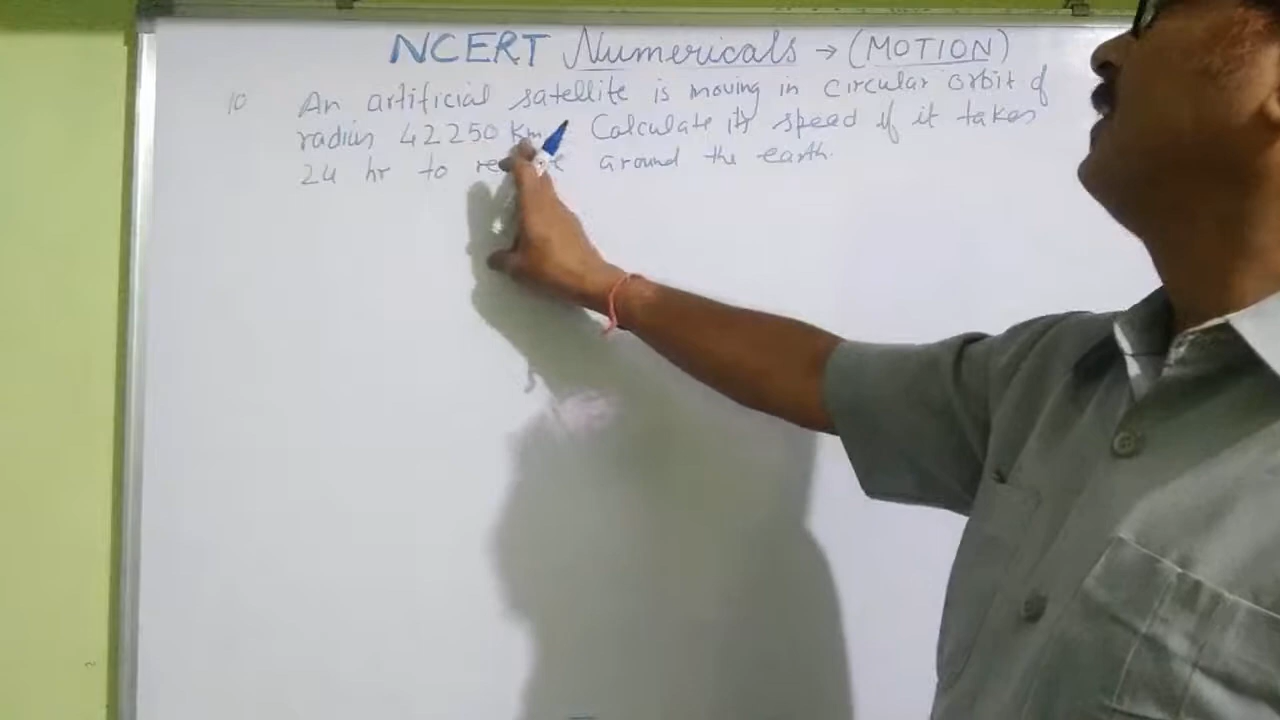 NCERT Numericals → (MOTION)
10 An artificial satellite is moving in circular orbit of
radius 42250 km. Calculate its speed if it takes
24 hr to around the earth.